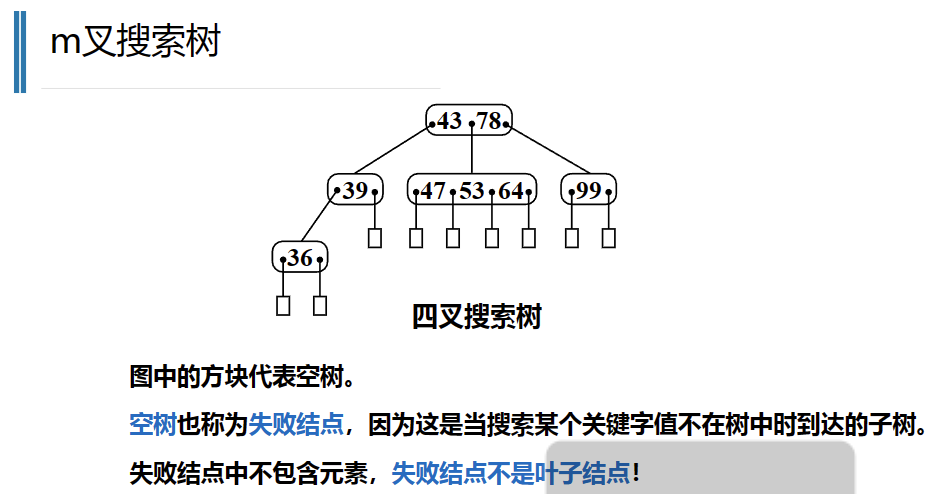 m叉搜索树
43 78
39 47 53 64 99
36
四叉搜索树
图中的方块代表空树。
空树也称为失败结点，因为这是当搜索某个关键字值不在树中时到达的子树。
失败结点中不包含元素，失败结点不是叶子结点！